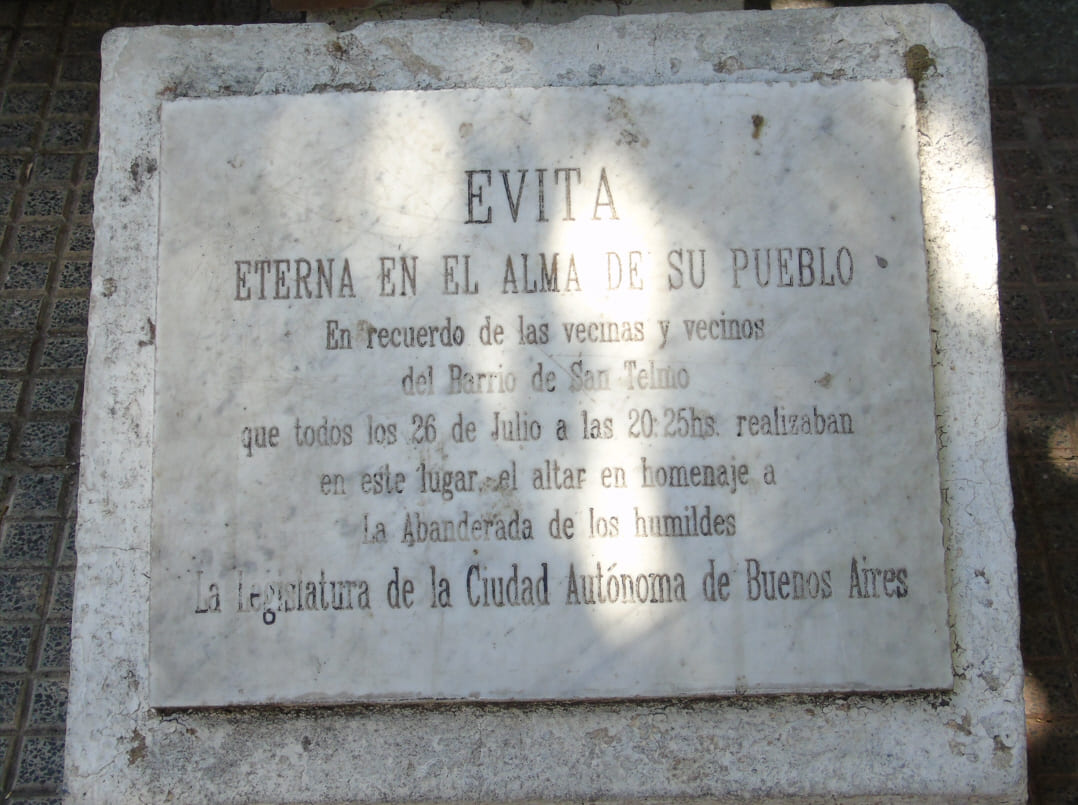 EVITA
ETERNA EN EL ALMA DE SU PUEBLO
En recuerdo de las vecinas y vecinos
del Barrio de San Telmo
que todos los 26 de Julio a las 20:25hs. realizaban
en este lugar, el altar en homenaje a
La Abanderada de los humildes
La Legislatura de la Ciudad Autónoma de Buenos Aires